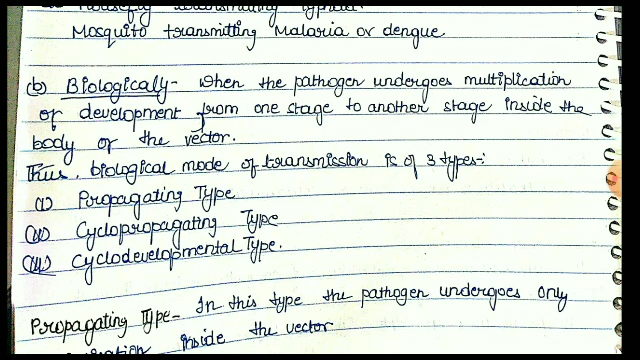 Mosquito transmitting Malaria or dengue
(b) Biologicaly - When the pathogen undergoes multiplication
or development from one stage to another stage inside the
body of the vector.
Thus, biological mode of transmission is of 3 types:-
(i) Propagating Type
(ii) Cyclopropagating Type
(iii) Cyclodevelopmental Type.
Propagating Type - In this type the pathogen undergoes only
inside the vector